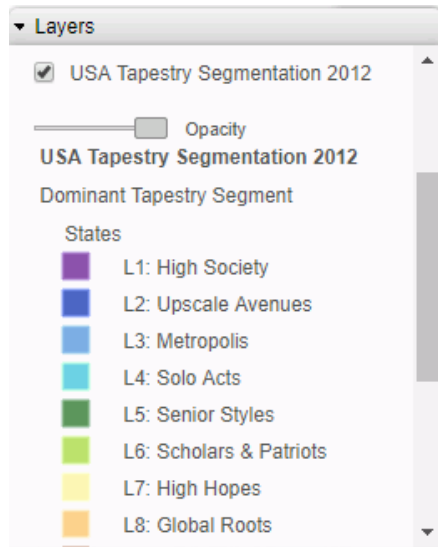 Layers
USA Tapestry Segmentation 2012
Opacity
USA Tapestry Segmentation 2012
Dominant Tapestry Segment
States
L1: High Society
L2: Upscale Avenues
L3: Metropolis
L4: Solo Acts
L5: Senior Styles
L6: Scholars & Patriots
L7: High Hopes
L8: Global Roots